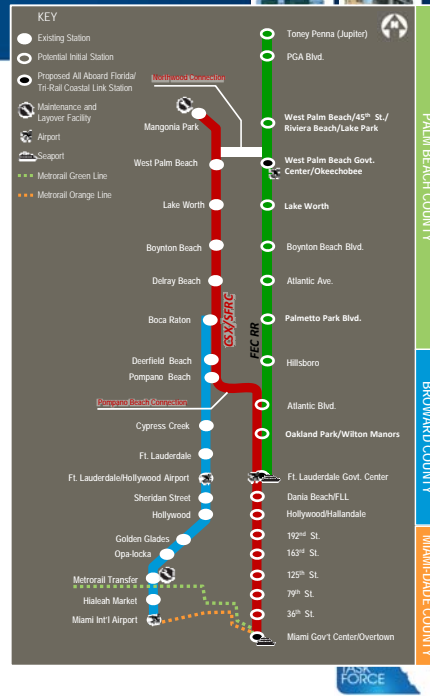 KEY
Existing Station
Potential Initial Station
Proposed All Aboard Florida/
Tri-Rail Coastal Link Station
Maintenance and
Layover Facility
Airport
Seaport
Metrorail Green Line
Metrorail Orange Line
Northwood Connection
Mangonia Park
West Palm Beach
Lake Worth
Boynton Beach
Delray Beach
Boca Raton
Deerfield Beach
Pompano Beach
Pompano Beach Connection
Cypress Creek
Ft. Lauderdale
Ft. Lauderdale/Hollywood Airport
Sheridan Street
Hollywood
Golden Glades
Opa-locka
Metrorail Transfer
Hialeah Market
Miami Int'l Airport
CSX/SFRC
FEC RR
Toney Penna (Jupiter)
PGA Blvd.
West Palm Beach/45th St./
Riviera Beach/Lake Park
West Palm Beach Govt.
Center/Okeechobee
Lake Worth
Boynton Beach Blvd.
Atlantic Ave.
Palmetto Park Blvd.
Hillsboro
Atlantic Blvd.
Oakland Park/Wilton Manors
Ft. Lauderdale Govt. Center
Dania Beach/FLL
Hollywood/Hallandale
192nd St.
163rd St.
125th St.
79th St.
36th St.
Miami Gov't Center/Overtown
PALM BEACH COUNTY
BROWARD COUNTY
MIAMI-DADE COUNTY
TASK
FORCE